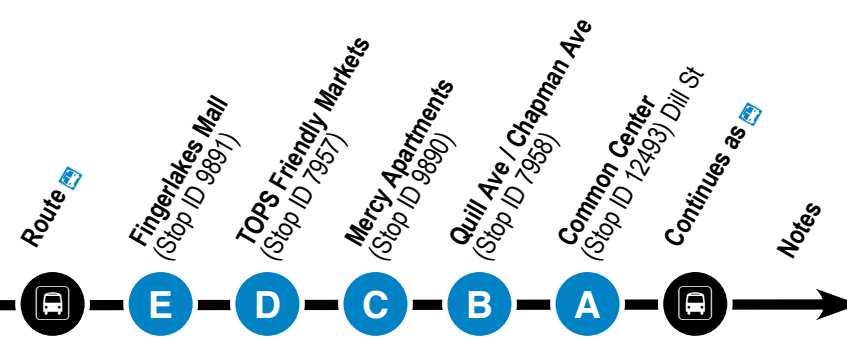 Route
Fingerlakes Mall
(Stop ID 9891)
TOPS Friendly Markets
(Stop ID 7957)
Mercy Apartments
(Stop ID 9890)
Quill Ave / Chapman Ave
(Stop ID 7958)
Common Center
(Stop ID 12493) Dill St
Continues as
Notes
E
D
C
B
A